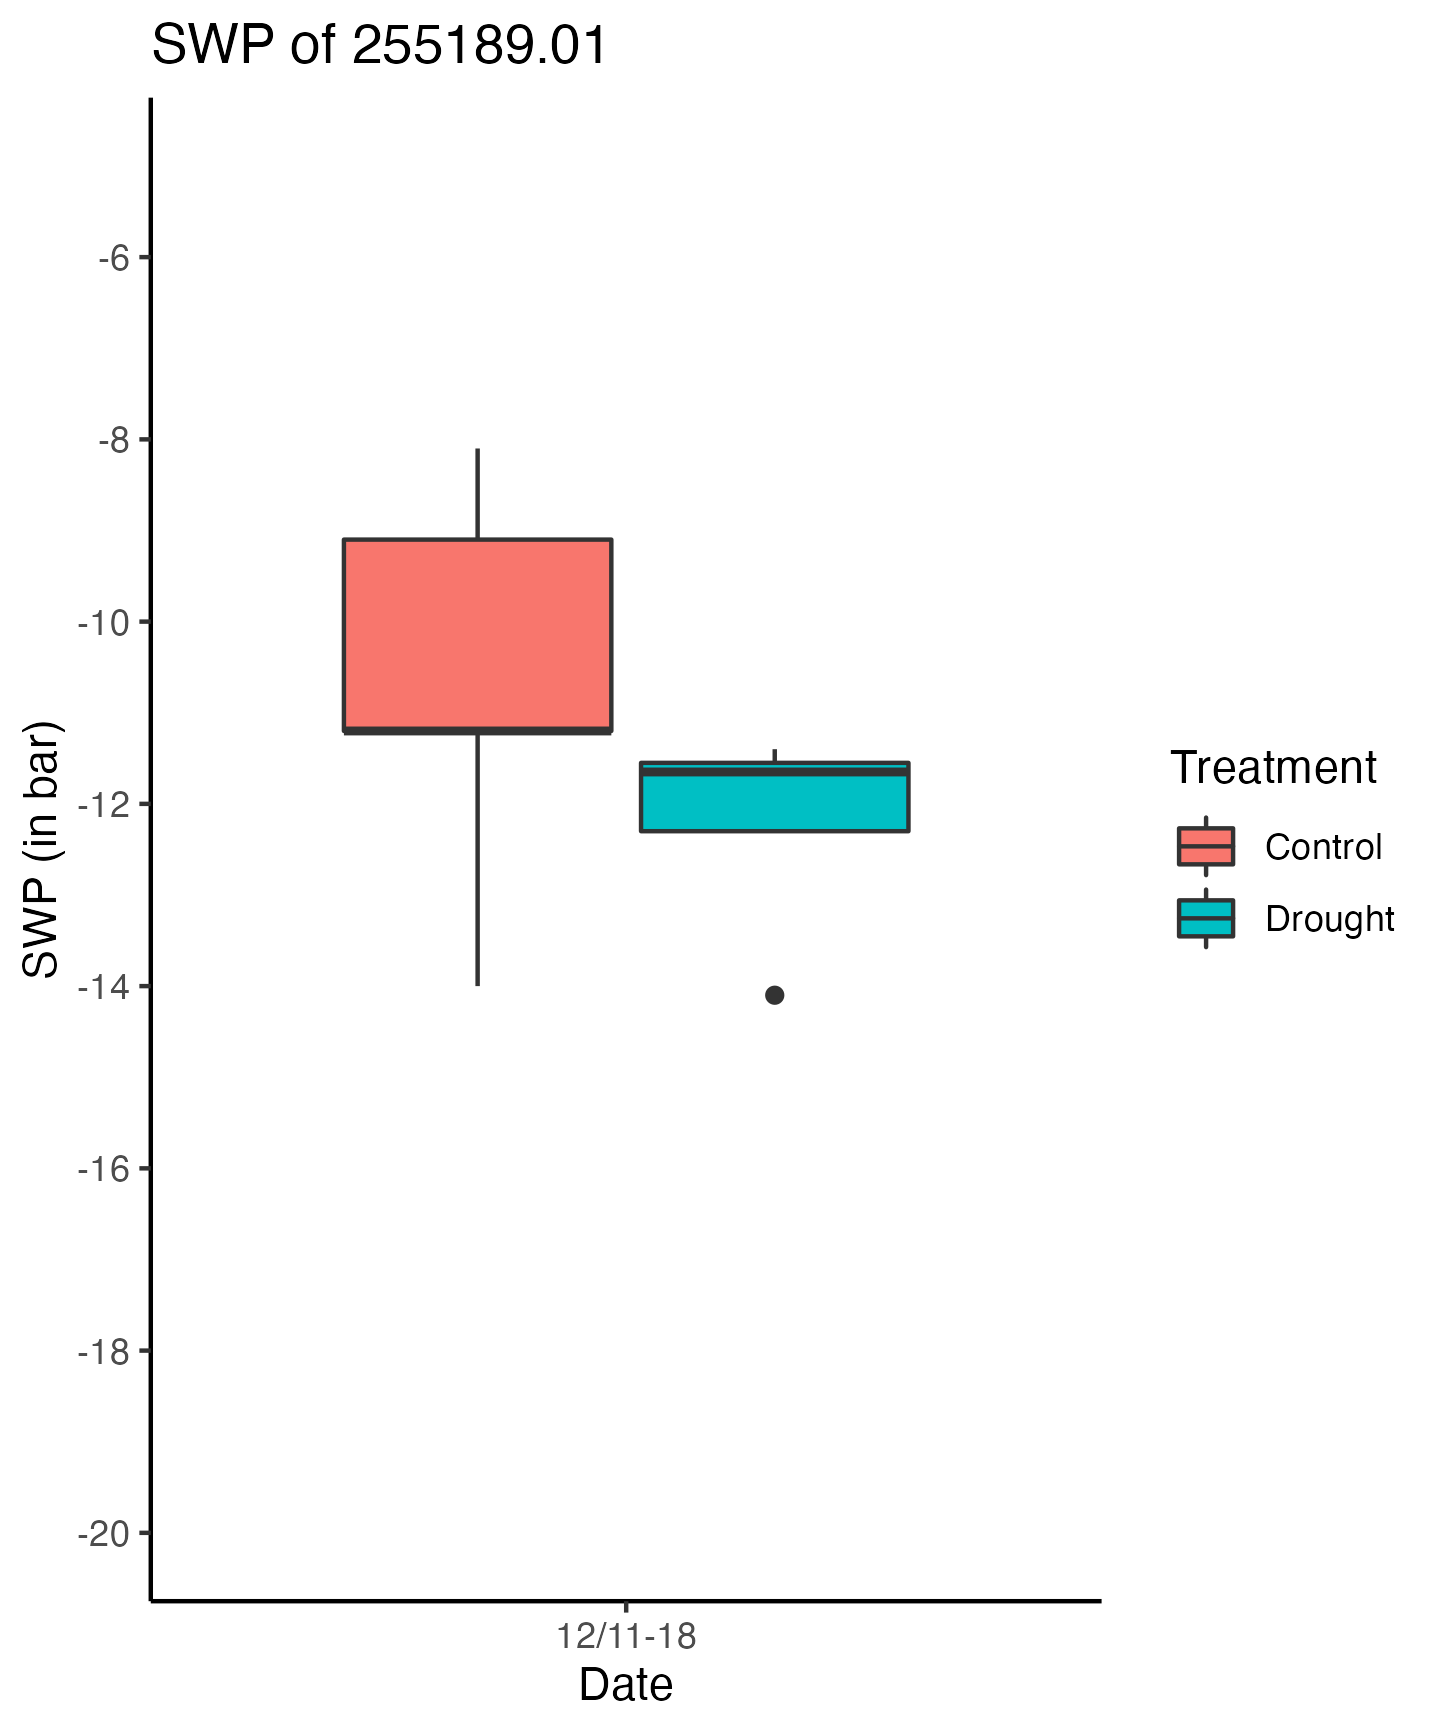 SWP of 255189.01
SWP (in bar)
-6
-8
-10
-12
-14
-16
-18
-20
12/11-18
Date
Treatment
Control
Drought